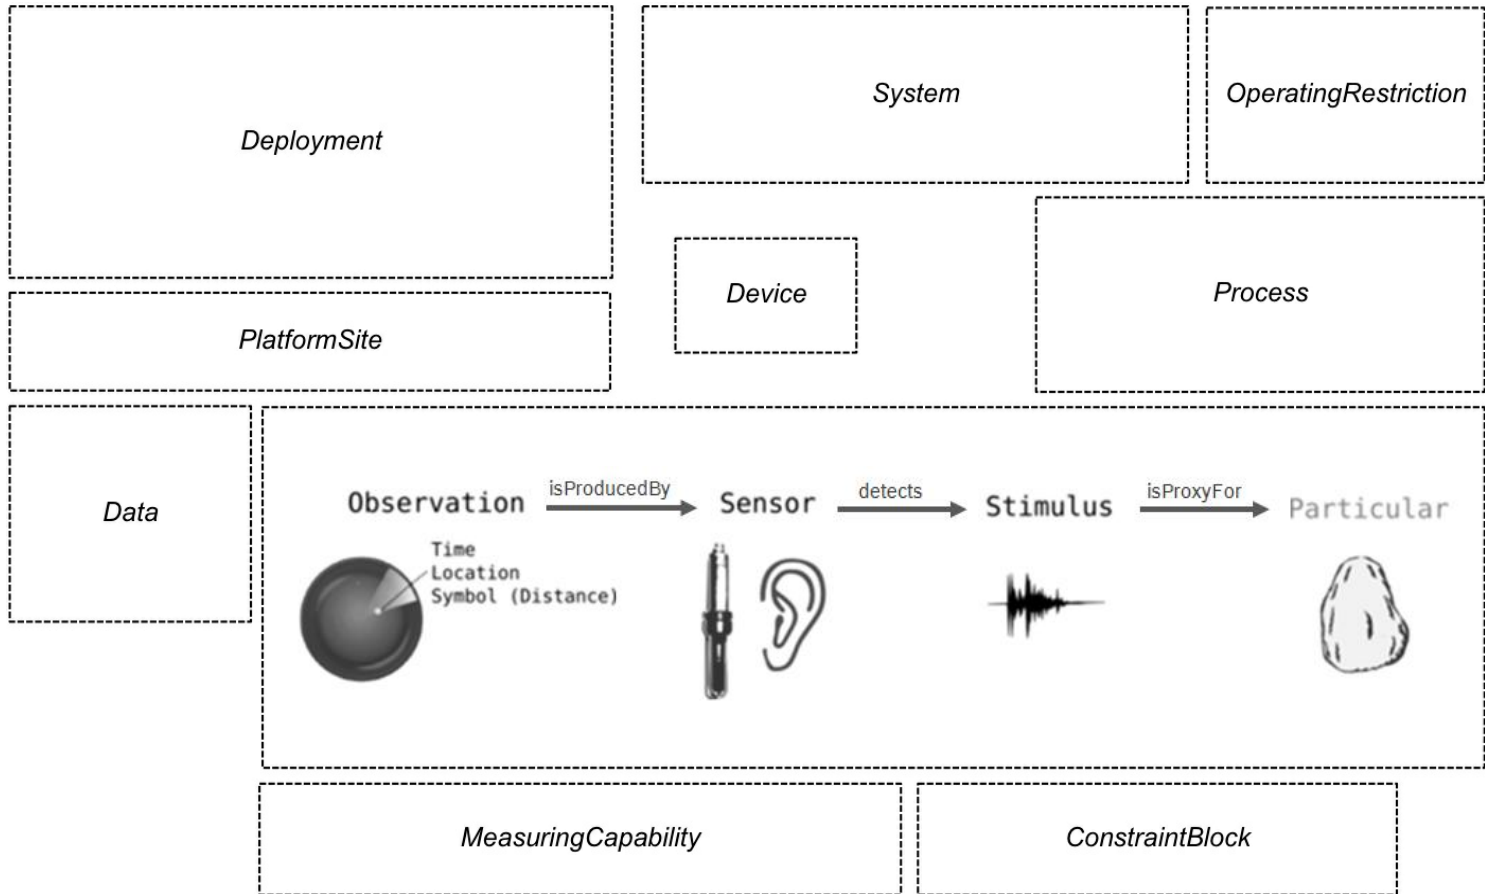 Deployment
System
OperatingRestriction
Device
Process
PlatformSite
Data
Observation
isProducedBy
Sensor
detects
Stimulus
isProxyFor
Particular
Time
Location
Symbol (Distance)
MeasuringCapability
ConstraintBlock